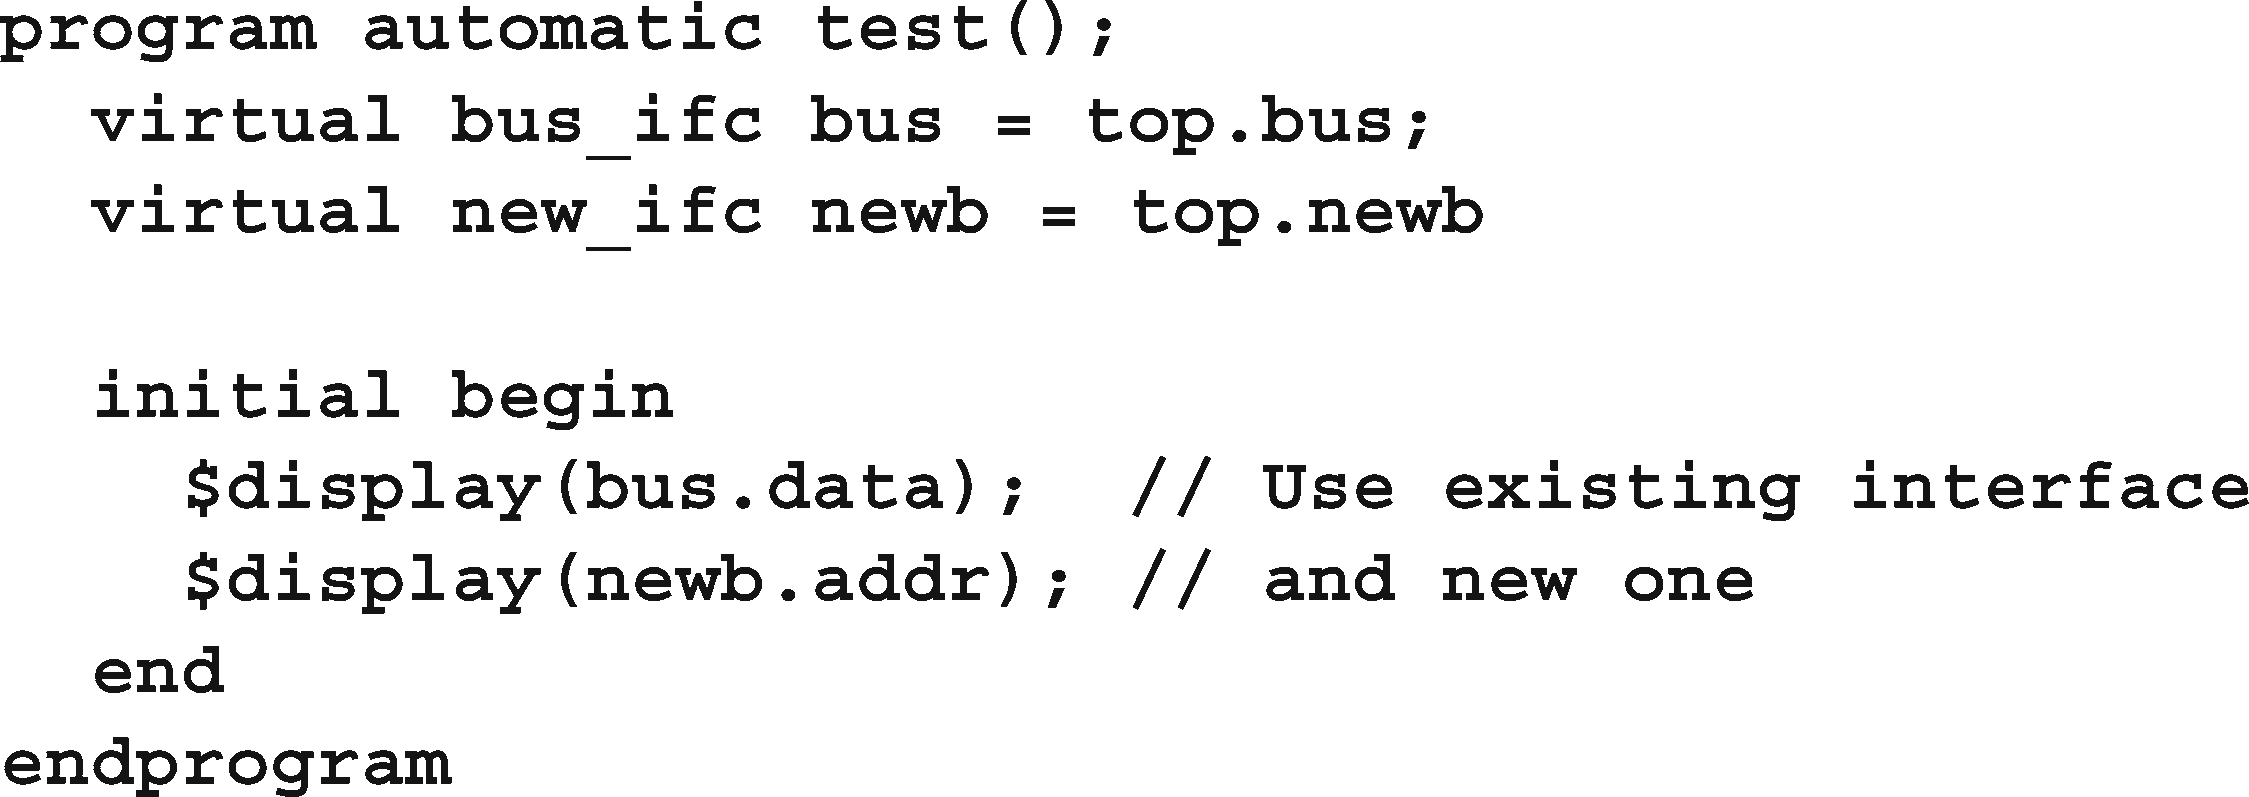 program automatic test();
  virtual bus_ifc bus = top.bus;
  virtual new_ifc newb = top.newb

  initial begin
    $display(bus.data);  // Use existing interface
    $display(newb.addr); // and new one
  end
endprogram